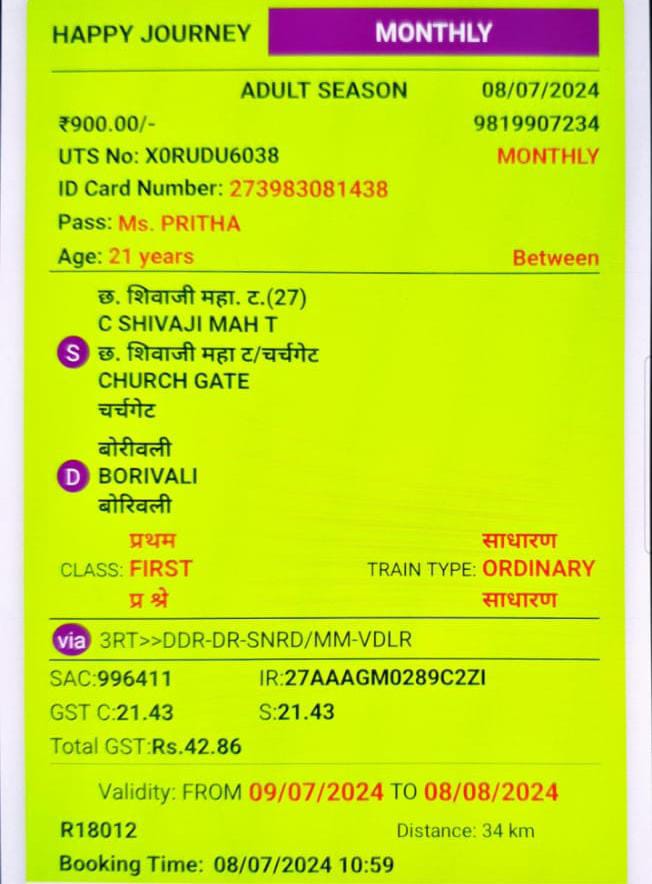 HAPPY JOURNEY MONTHLY
ADULT SEASON 08/07/2024
₹900.00/- 9819907234
UTS No: X0RUDU6038 MONTHLY
ID Card Number: 273983081438
Pass: Ms. PRITHA
Age: 21 years Between
छ. शिवाजी महा. ट.(27)
C SHIVAJI MAH T
S छ. शिवाजी महा ट/चर्चगेट
CHURCH GATE
चर्चगेट
बोरीवली
D BORIVALI
बोरिवली
प्रथम साधारण
CLASS: FIRST TRAIN TYPE: ORDINARY
प्र श्रे साधारण
via 3RT>>DDR-DR-SNRD/MM-VDLR
SAC:996411 IR:27AAAGM0289C2ZI
GST C:21.43 S:21.43
Total GST:Rs.42.86
Validity: FROM 09/07/2024 TO 08/08/2024
R18012 Distance: 34 km
Booking Time: 08/07/2024 10:59